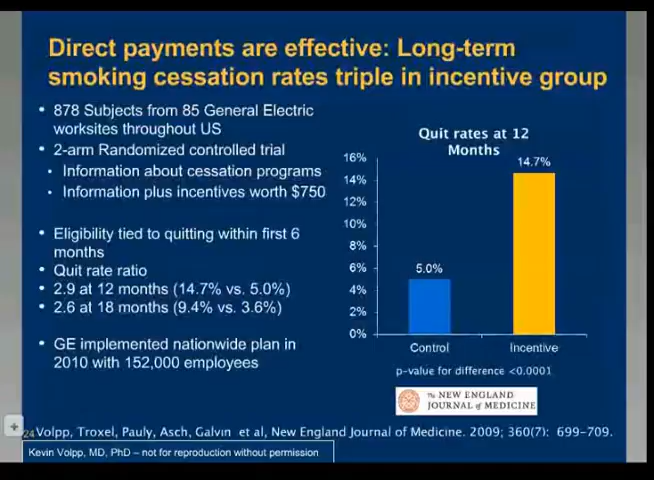 Direct payments are effective: Long-term
smoking cessation rates triple in incentive group
• 878 Subjects from 85 General Electric
worksites throughout US
• 2-arm Randomized controlled trial
• Information about cessation programs
• Information plus incentives worth $750
• Eligibility tied to quitting within first 6
months
• Quit rate ratio
• 2.9 at 12 months (14.7% vs. 5.0%)
• 2.6 at 18 months (9.4% vs. 3.6%)
• GE implemented nationwide plan in
2010 with 152,000 employees
Quit rates at 12
Months
16%
14%
12%
10%
8%
6%
4%
2%
0%
14.7%
5.0%
Control
Incentive
p-value for difference <0.0001
The NEW ENGLAND
JOURNAL of MEDICINE
24
Volpp, Troxel, Pauly, Asch, Galvin et al, New England Journal of Medicine. 2009; 360(7): 699-709.
Kevin Volpp, MD, PhD – not for reproduction without permission